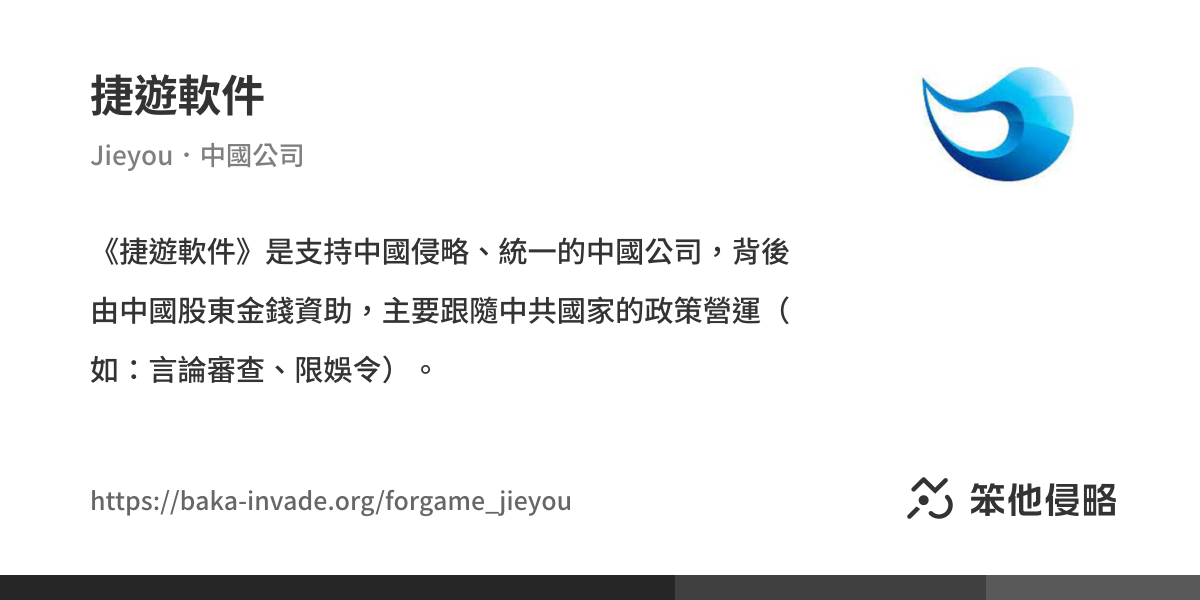 捷遊軟件
Jieyou・中國公司
《捷遊軟件》是支持中國侵略、統一的中國公司，背後
由中國股東金錢資助，主要跟隨中共國家的政策營運（
如：言論審查、限娛令）。
https://baka-invade.org/forgame_jieyou
笨他侵略